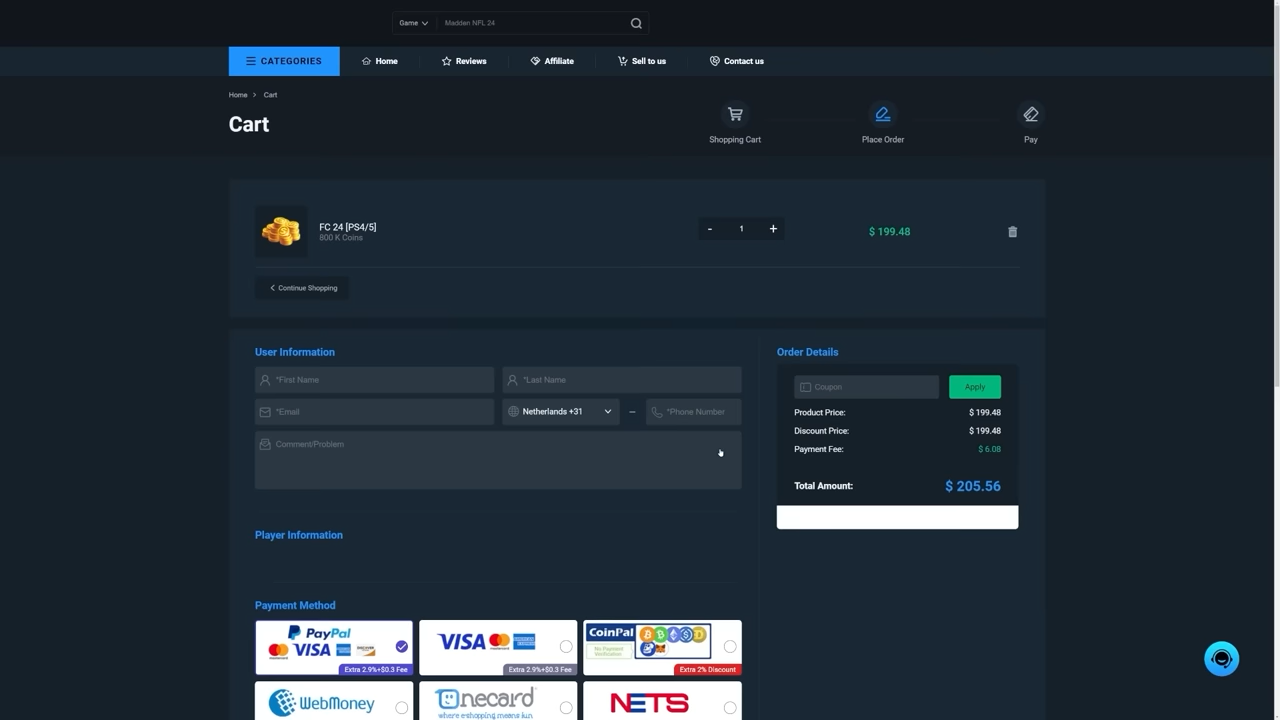 Game
Madden NFL 24
CATEGORIES
Home
Reviews
Affiliate
Sell to us
Contact us
Home > Cart
Cart
Shopping Cart
Place Order
Pay
FC 24 [PS4/5]
800 K Coins
- 1 +
$ 199.48
Continue Shopping
User Information
*First Name
*Last Name
*Email
Netherlands +31
*Phone Number
Comment/Problem
Order Details
Coupon
Apply
Product Price: $ 199.48
Discount Price: $ 199.48
Payment Fee: $ 6.08
Total Amount: $ 205.56
Player Information
Payment Method
PayPal
VISA
Extra 2.9%+$0.3 Fee
VISA
Extra 2.9%+$0.3 Fee
CoinPal
No Payment
Verification
Extra 2% Discount
WebMoney
onecard
where e-shopping means fun
NETS